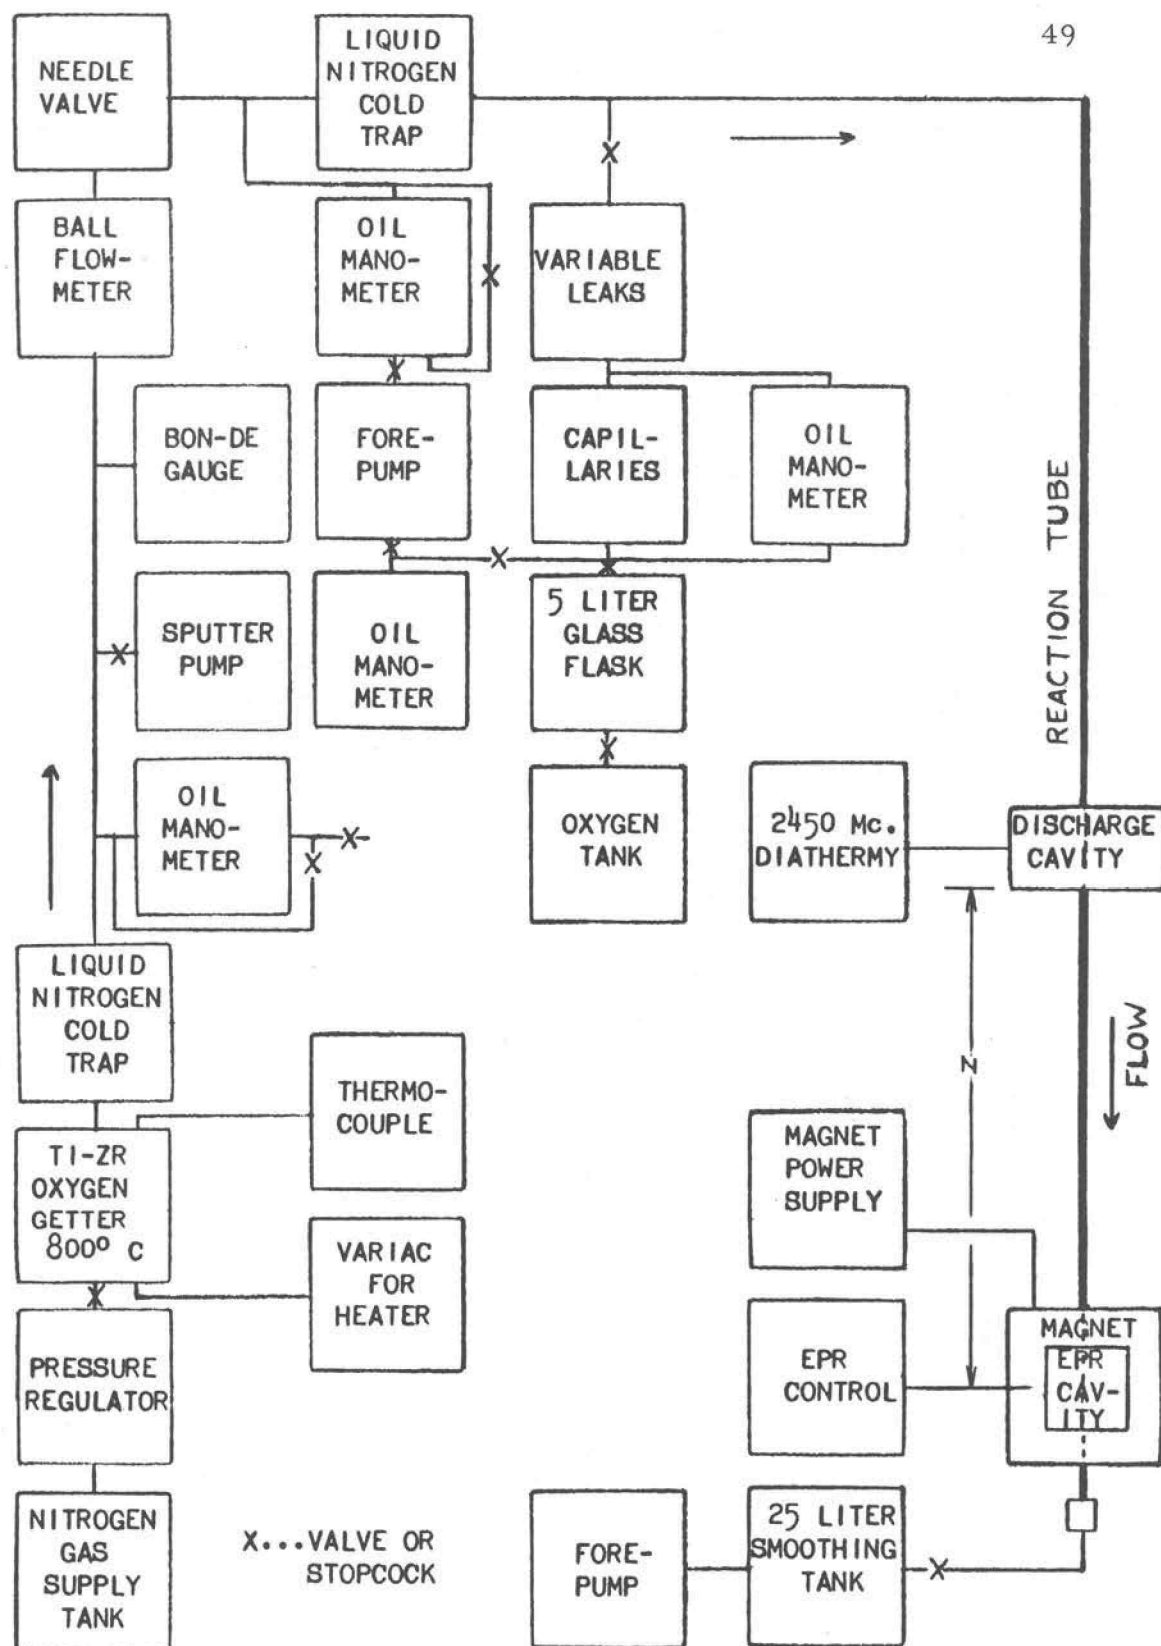 49
NEEDLE
VALVE
LIQUID
NITROGEN
COLD
TRAP
X
BALL
FLOW-
METER
OIL
MANO-
METER
X
VARIABLE
LEAKS
X
BON-DE
GAUGE
FORE-
PUMP
CAPIL-
LARIES
OIL
MANO-
METER
REACTION TUBE
X
X
X
SPUTTER
PUMP
X
OIL
MANO-
METER
5 LITER
GLASS
FLASK
X
OIL
MANO-
METER
X
X
OXYGEN
TANK
2450 Mc.
DIATHERMY
DISCHARGE
CAVITY
LIQUID
NITROGEN
COLD
TRAP
Z
FLOW
THERMO-
COUPLE
TI-ZR
OXYGEN
GETTER
800° C
X
VARIAC
FOR
HEATER
MAGNET
POWER
SUPPLY
PRESSURE
REGULATOR
EPR
CONTROL
MAGNET
EPR
CAV-
ITY
NITROGEN
GAS
SUPPLY
TANK
X...VALVE OR
STOPCOCK
FORE-
PUMP
25 LITER
SMOOTHING
TANK
X